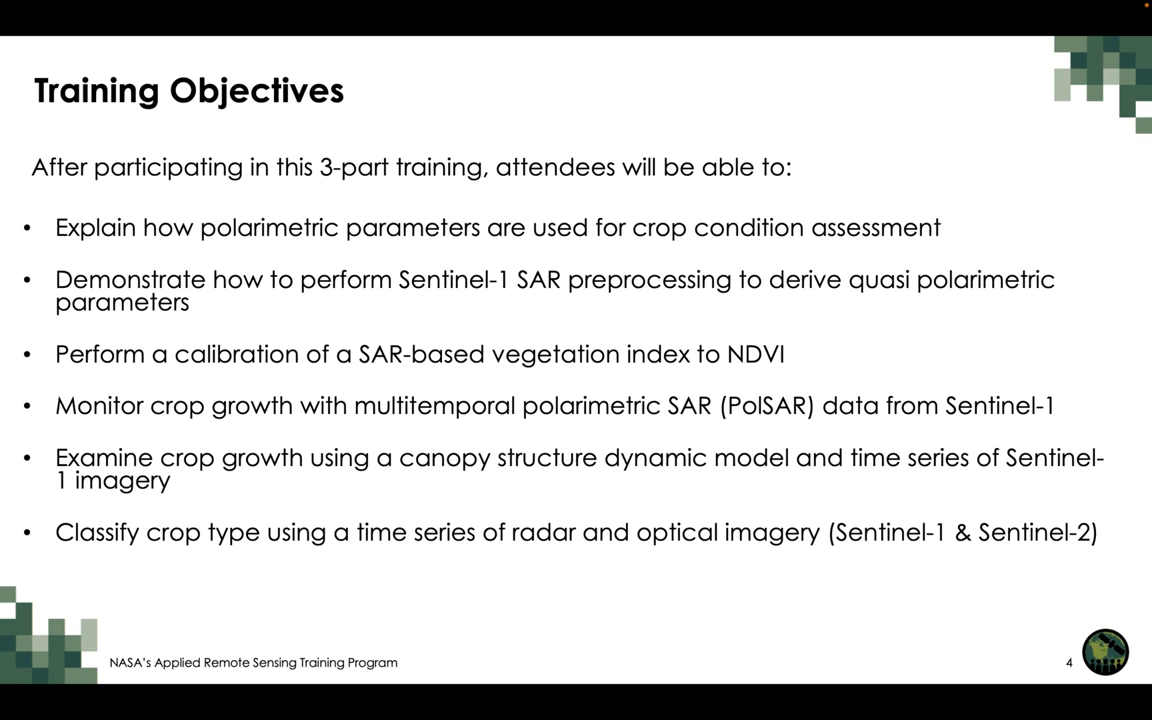 Training Objectives
After participating in this 3-part training, attendees will be able to:
• Explain how polarimetric parameters are used for crop condition assessment
• Demonstrate how to perform Sentinel-1 SAR preprocessing to derive quasi polarimetric
parameters
• Perform a calibration of a SAR-based vegetation index to NDVI
• Monitor crop growth with multitemporal polarimetric SAR (PolSAR) data from Sentinel-1
• Examine crop growth using a canopy structure dynamic model and time series of Sentinel-
1 imagery
• Classify crop type using a time series of radar and optical imagery (Sentinel-1 & Sentinel-2)
NASA's Applied Remote Sensing Training Program
4